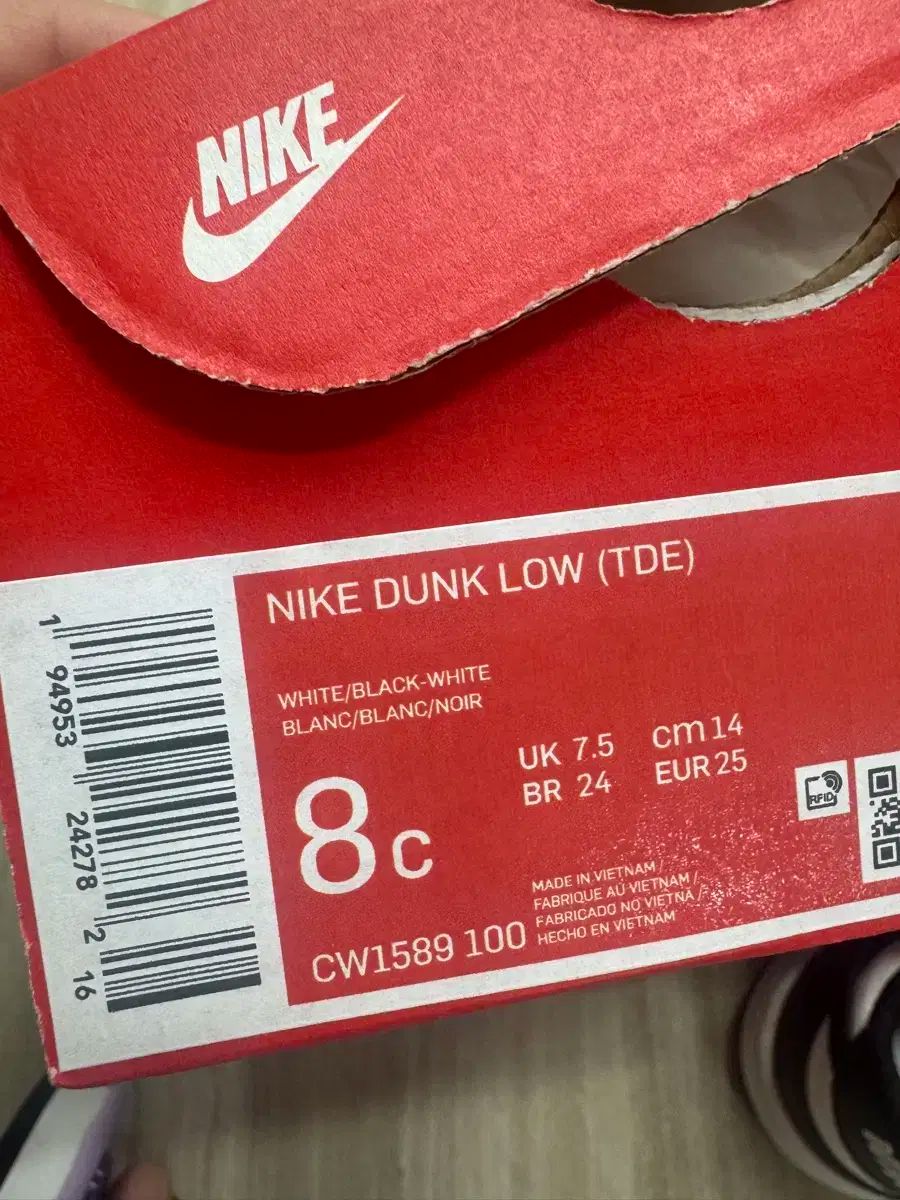 NIKE
NIKE DUNK LOW (TDE)
WHITE/BLACK-WHITE
BLANC/BLANC/NOIR
8C
UK 7.5
cm 14
BR 24
EUR 25
RFID
CW1589 100
MADE IN VIETNAM /
FABRIQUE AU VIETNAM /
FABRICADO NO VIETNÃ /
HECHO EN VIETNAM
1 94953 24278 2 16